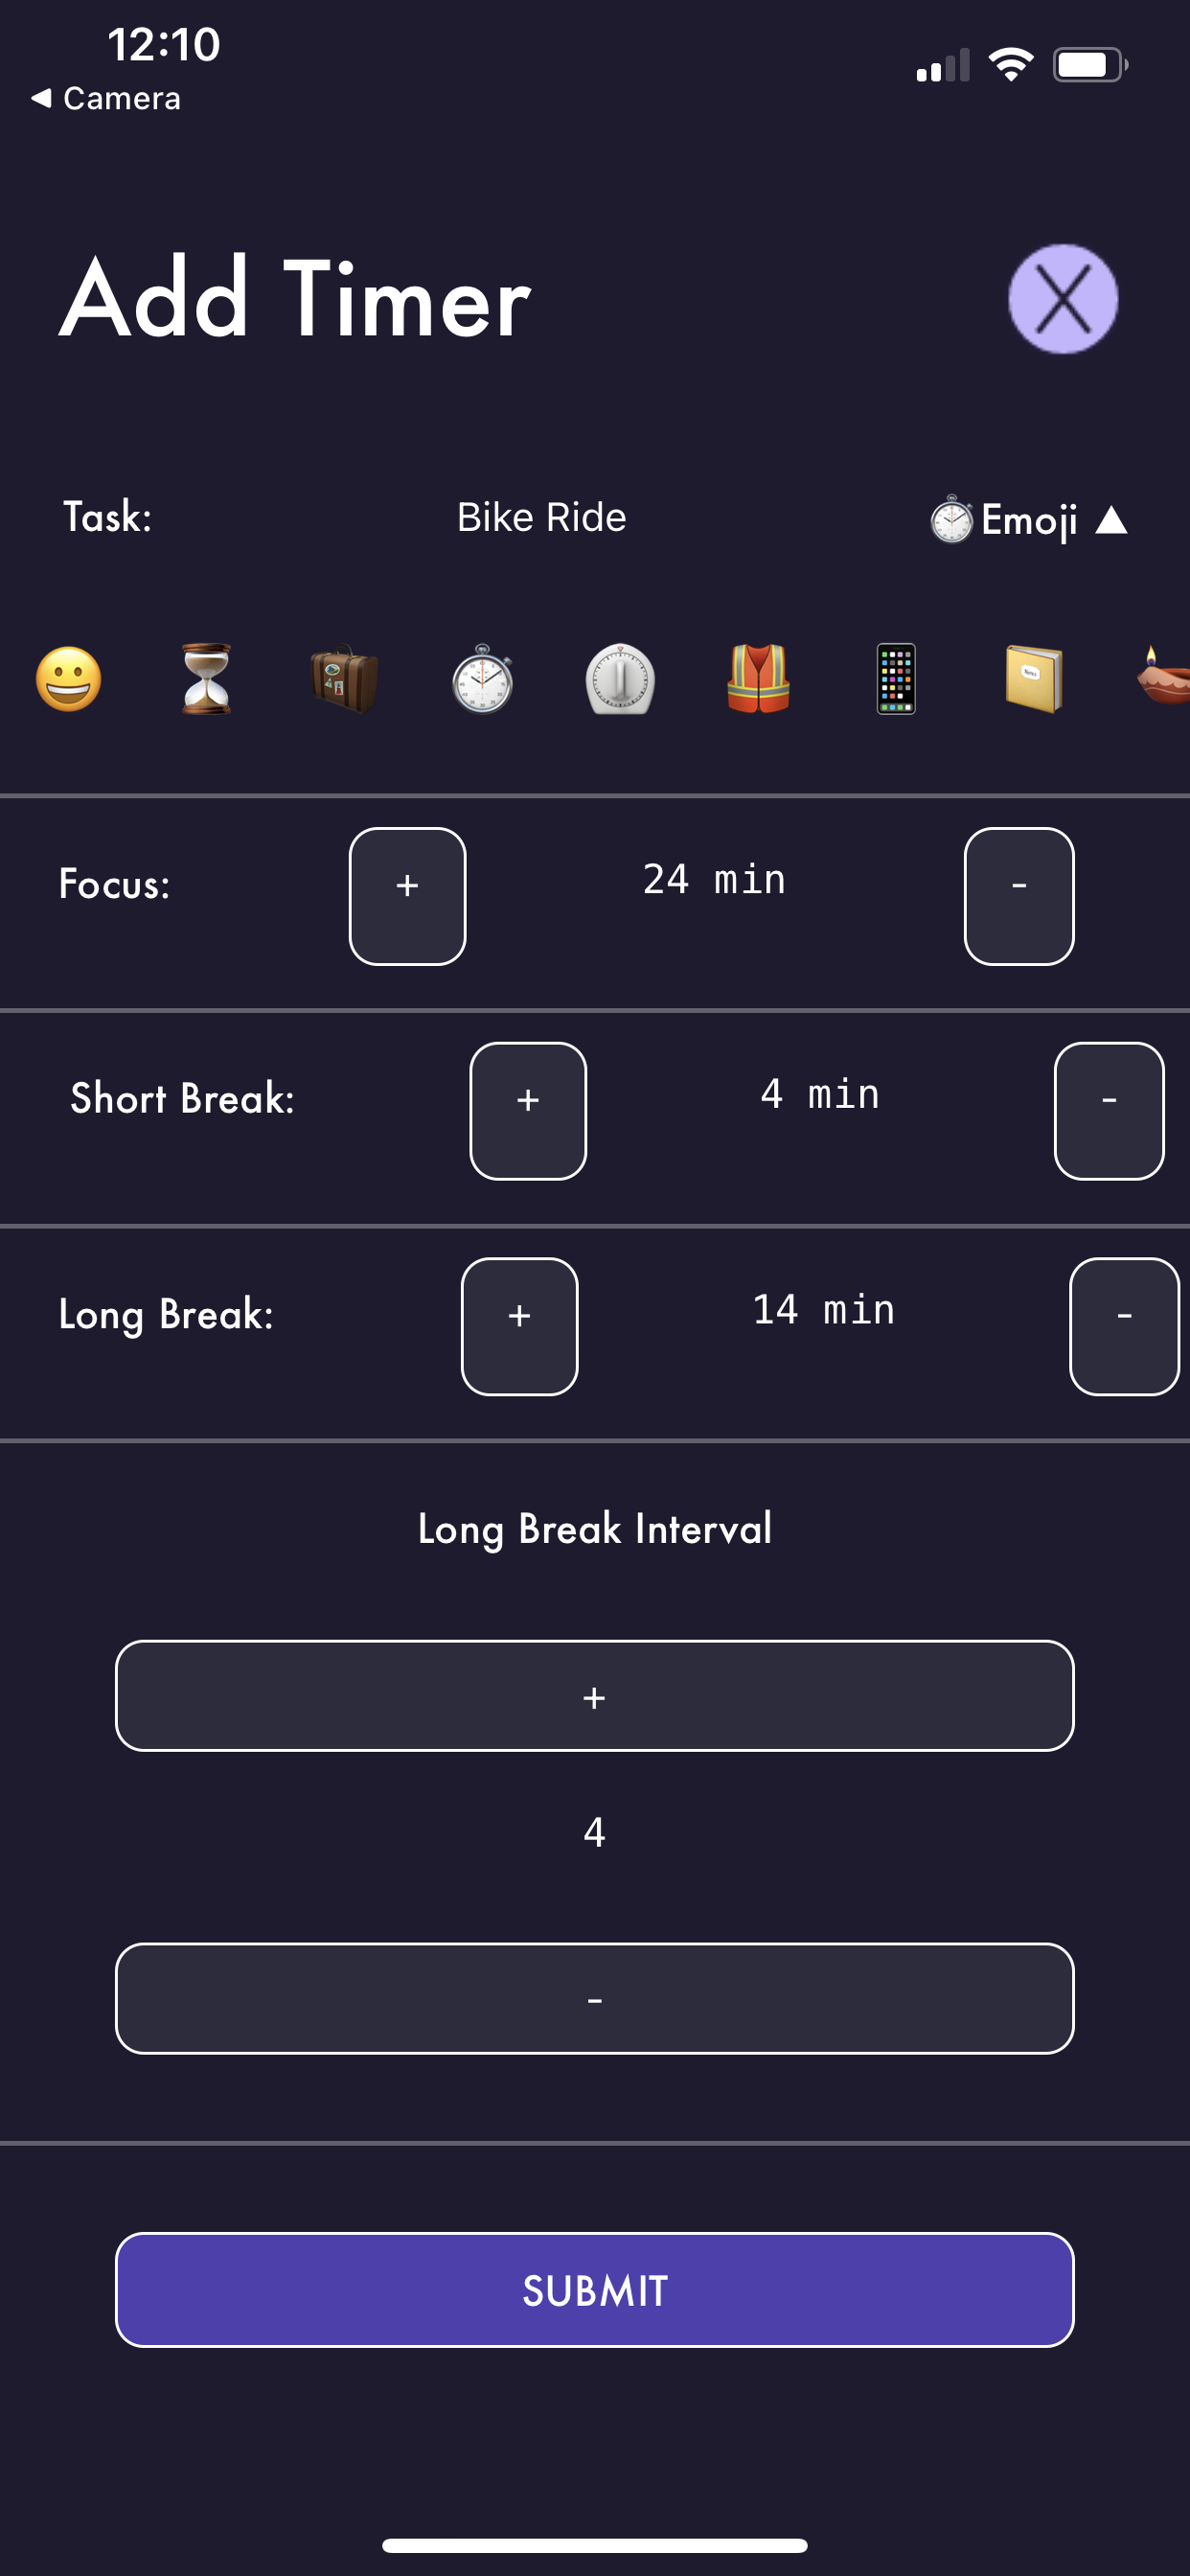 12:10
◀ Camera
Add Timer X
Task: Bike Ride ⏱️Emoji ▲
Focus: + 24 min -
Short Break: + 4 min -
Long Break: + 14 min -
Long Break Interval
+
4
-
SUBMIT